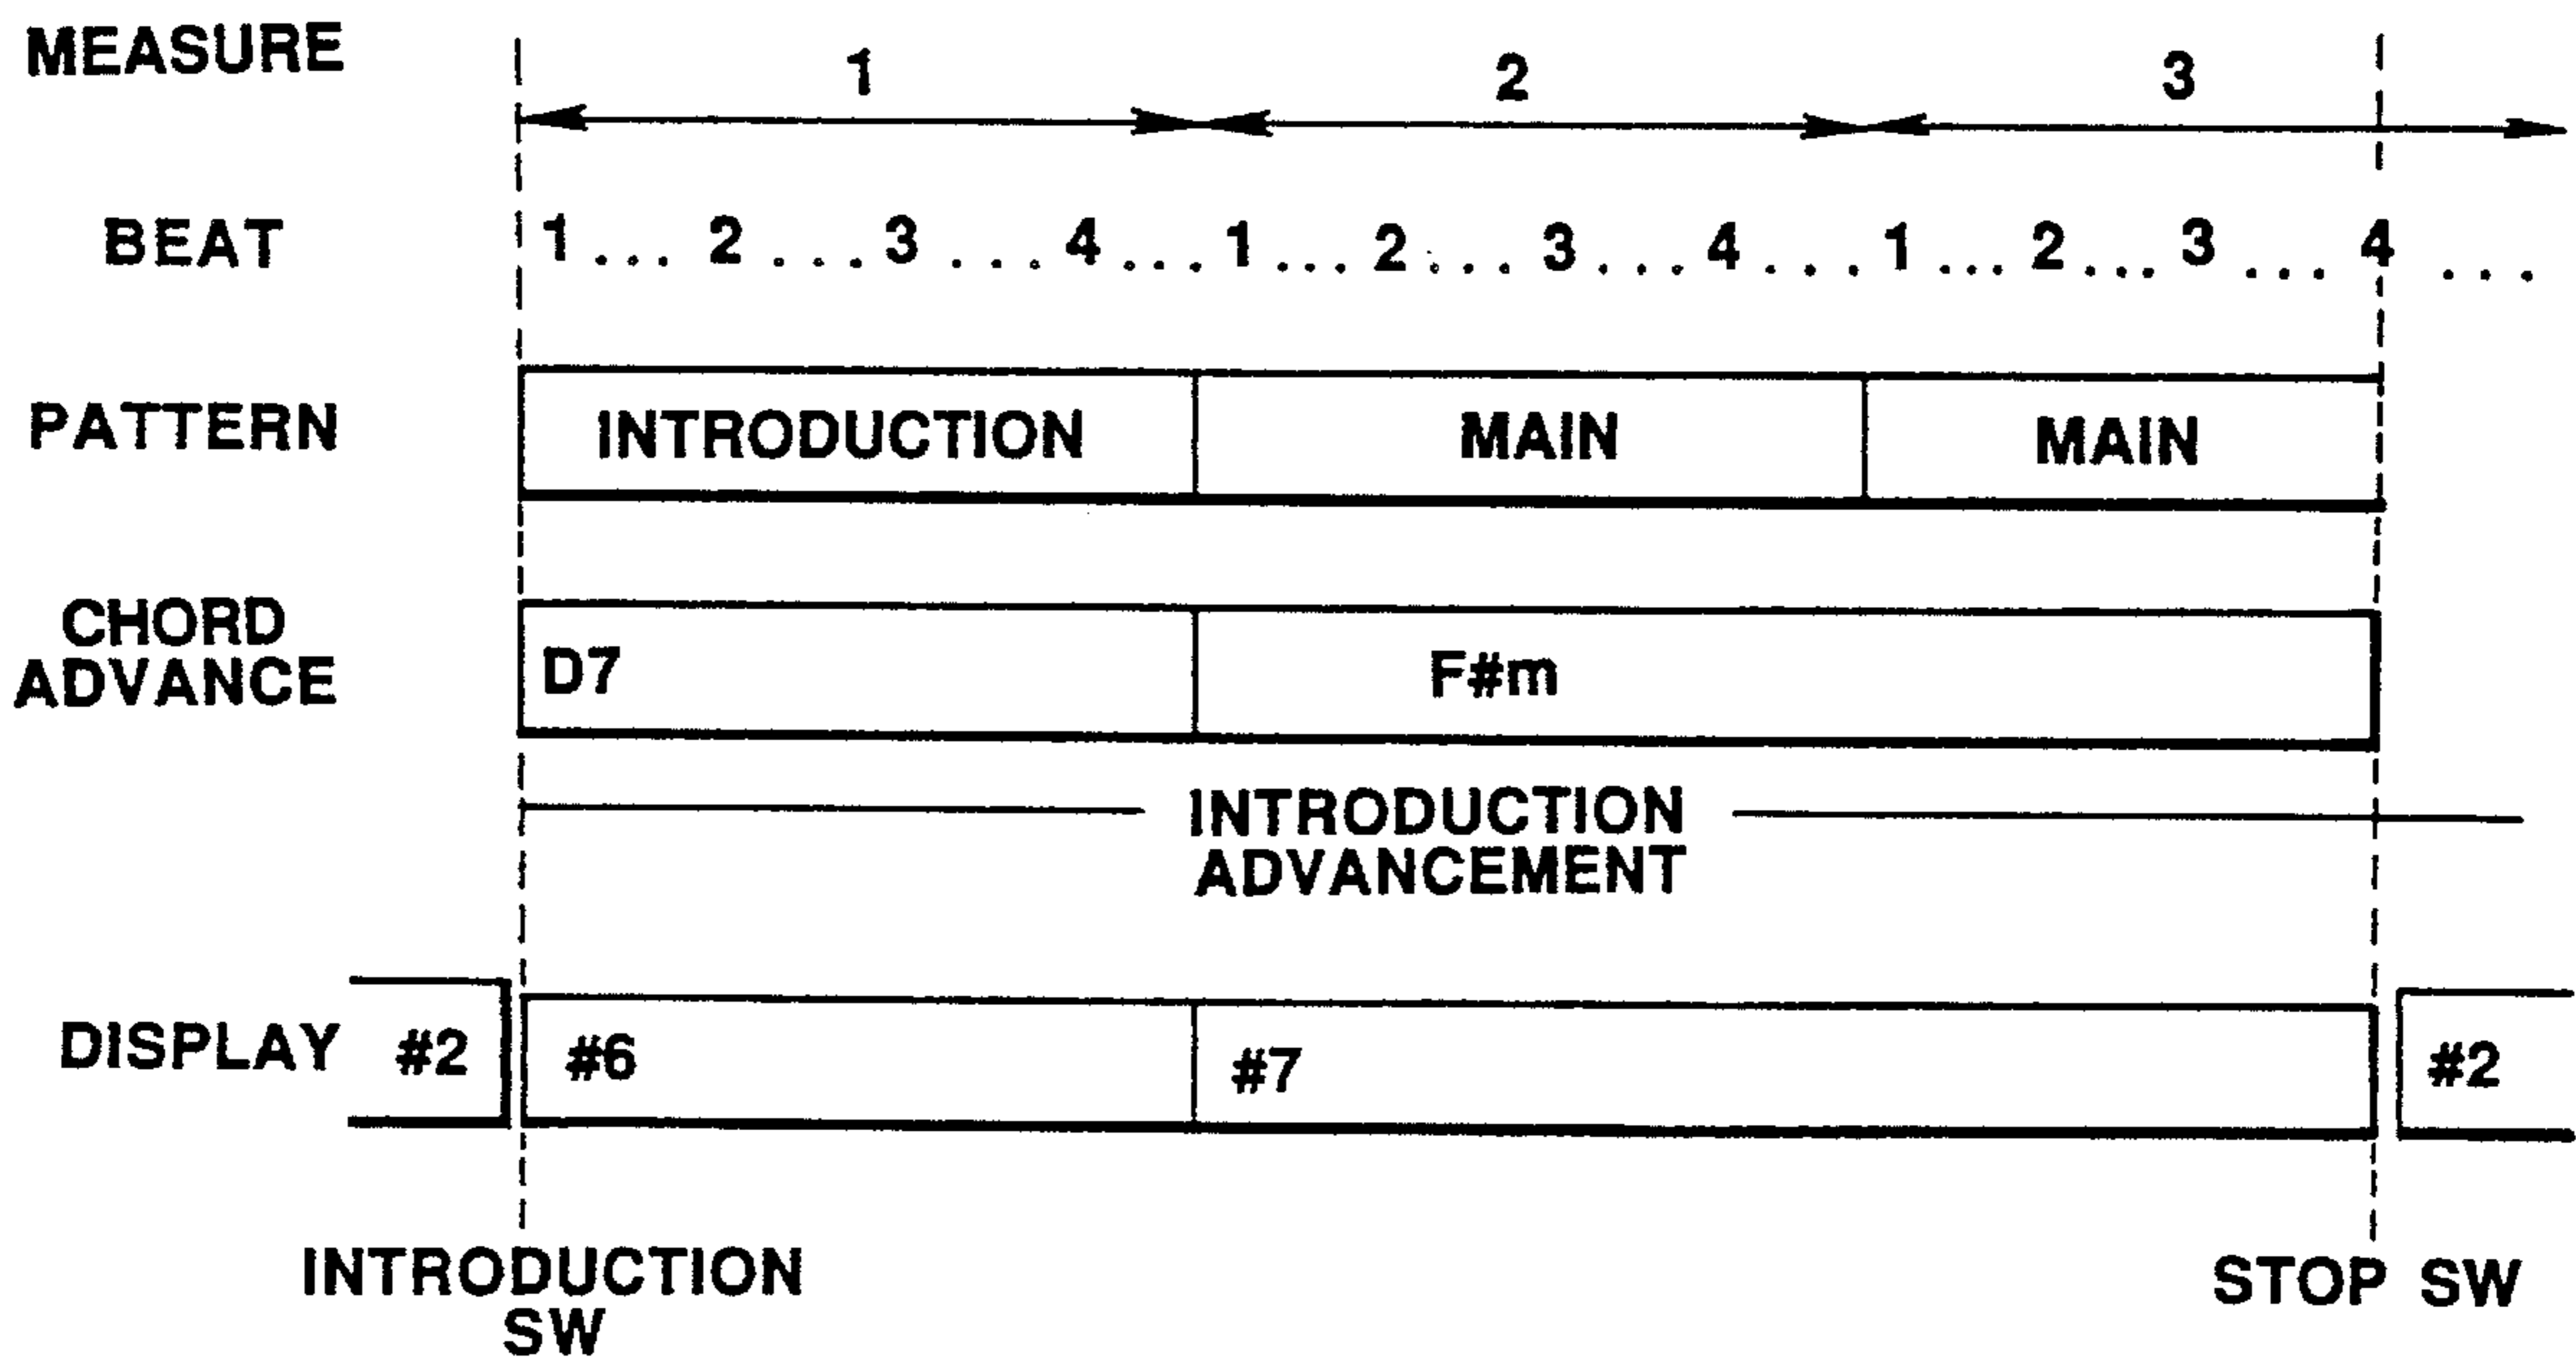 MEASURE 1 2 3
BEAT 1 ... 2 ... 3 ... 4 ... 1 ... 2 ... 3 ... 4 ... 1 ... 2 ... 3 ... 4 ...
PATTERN INTRODUCTION MAIN MAIN
CHORD
ADVANCE
D7 F#m
INTRODUCTION
ADVANCEMENT
DISPLAY #2 #6 #7 #2
INTRODUCTION
SW
STOP SW